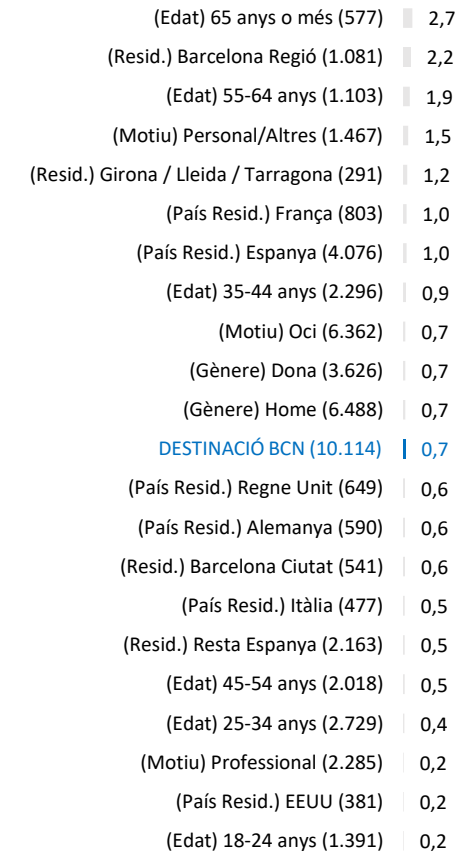 (Edat) 65 anys o més (577) 2,7
(Resid.) Barcelona Regió (1.081) 2,2
(Edat) 55-64 anys (1.103) 1,9
(Motiu) Personal/Altres (1.467) 1,5
(Resid.) Girona / Lleida / Tarragona (291) 1,2
(País Resid.) França (803) 1,0
(País Resid.) Espanya (4.076) 1,0
(Edat) 35-44 anys (2.296) 0,9
(Motiu) Oci (6.362) 0,7
(Gènere) Dona (3.626) 0,7
(Gènere) Home (6.488) 0,7
DESTINACIÓ BCN (10.114) 0,7
(País Resid.) Regne Unit (649) 0,6
(País Resid.) Alemanya (590) 0,6
(Resid.) Barcelona Ciutat (541) 0,6
(País Resid.) Itàlia (477) 0,5
(Resid.) Resta Espanya (2.163) 0,5
(Edat) 45-54 anys (2.018) 0,5
(Edat) 25-34 anys (2.729) 0,4
(Motiu) Professional (2.285) 0,2
(País Resid.) EEUU (381) 0,2
(Edat) 18-24 anys (1.391) 0,2